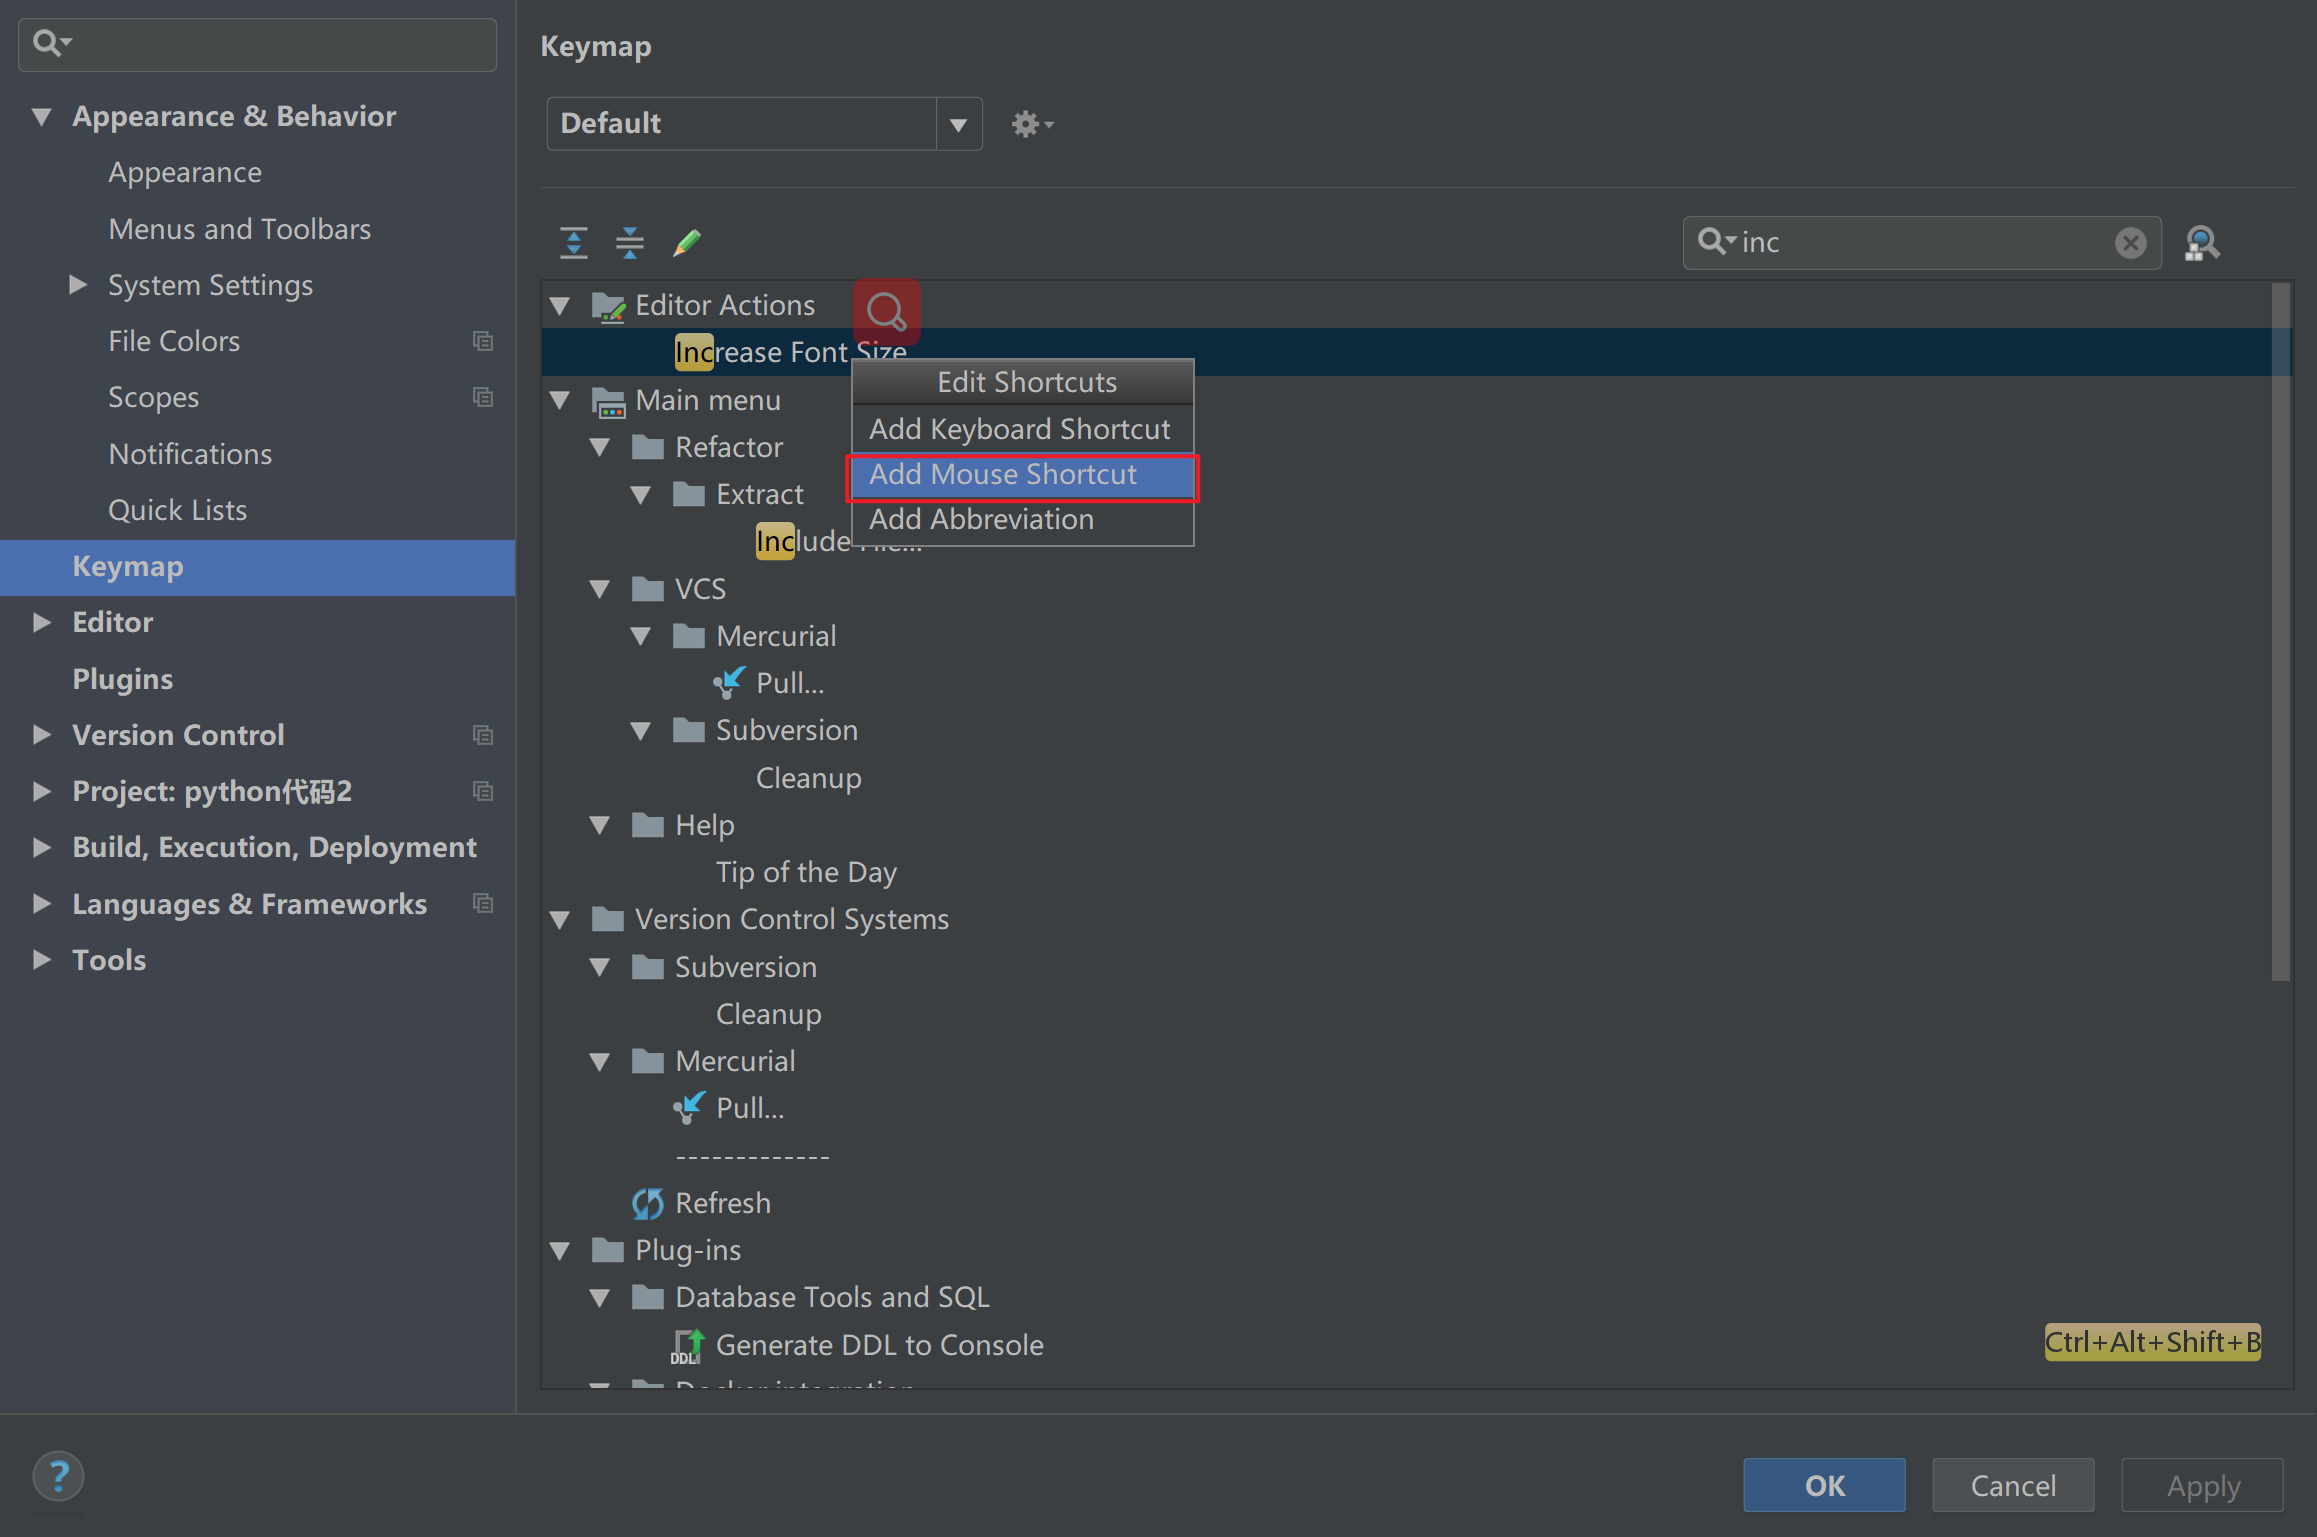 Appearance & Behavior
Appearance
Menus and Toolbars
System Settings
File Colors
Scopes
Notifications
Quick Lists
Keymap
Editor
Plugins
Version Control
Project: python代码2
Build, Execution, Deployment
Languages & Frameworks
Tools
?
Keymap
Default
inc
Editor Actions
Increase Font Size
Edit Shortcuts
Add Keyboard Shortcut
Add Mouse Shortcut
Add Abbreviation
Main menu
Refactor
Extract
Include File...
VCS
Mercurial
Pull...
Subversion
Cleanup
Help
Tip of the Day
Version Control Systems
Subversion
Cleanup
Mercurial
Pull...
-------------
Refresh
Plug-ins
Database Tools and SQL
DDL Generate DDL to Console Ctrl+Alt+Shift+B
Docker integration
OK Cancel Apply